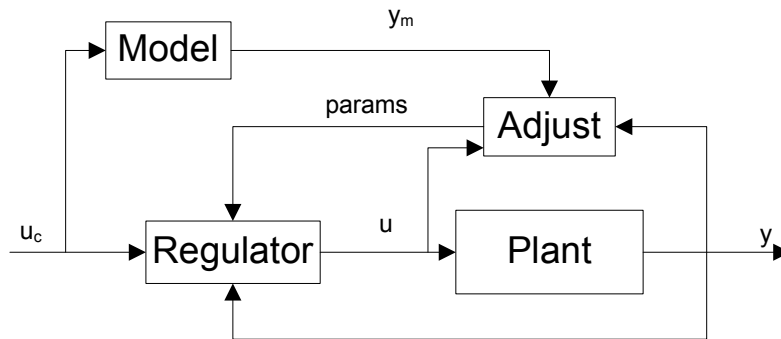 y_m
Model
params
Adjust
u_c
u
y
Regulator
Plant